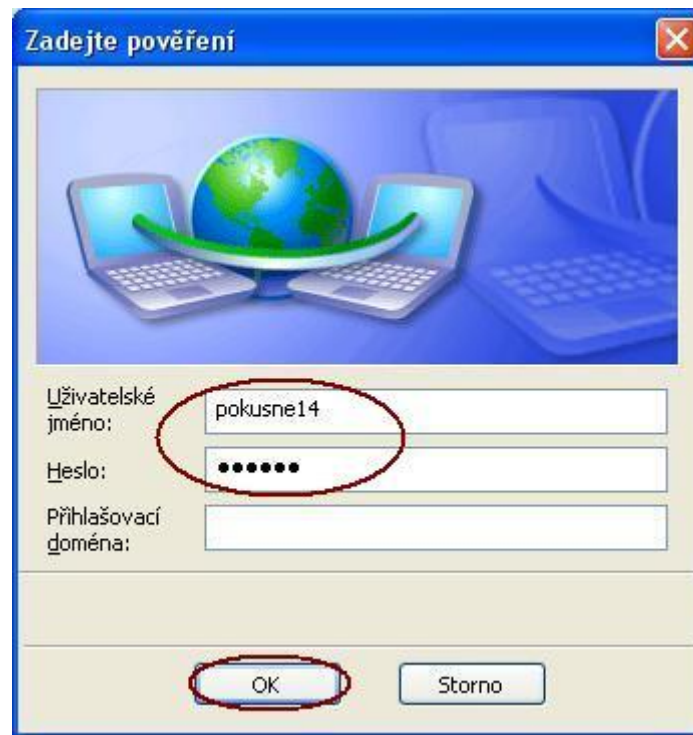 Zadejte pověření
Uživatelské
jméno:
pokusne14
Heslo:
●●●●●●
Přihlašovací
doména:
OK
Storno